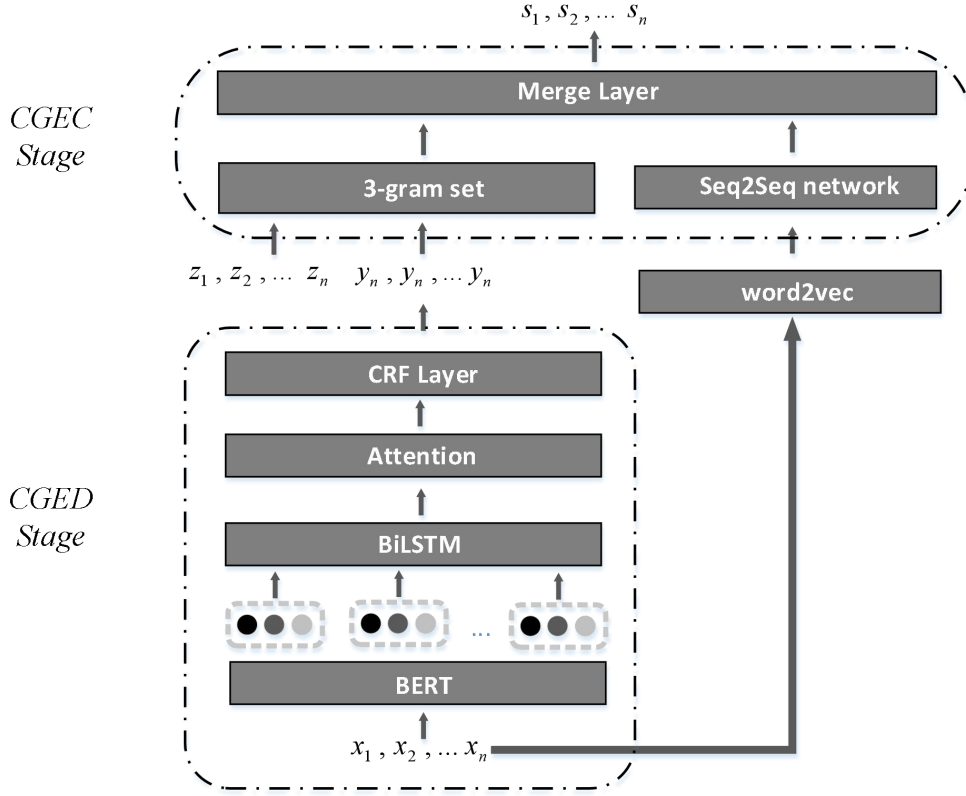 s₁ , s₂ , ... sₙ
Merge Layer
CGEC
Stage
3-gram set
Seq2Seq network
z₁ , z₂ , ... zₙ
yₙ , yₙ , ... yₙ
word2vec
CRF Layer
Attention
CGED
Stage
BiLSTM
...
BERT
x₁ , x₂ , ... xₙ